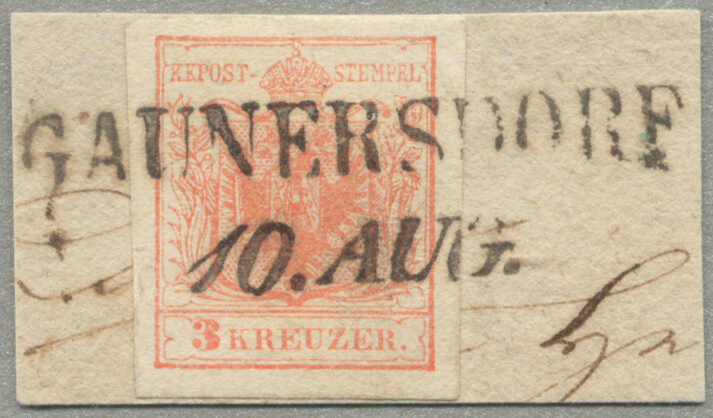 KKPOST-STEMPEL
GAUNERSDORF
10. AUG.
3 KREUZER.